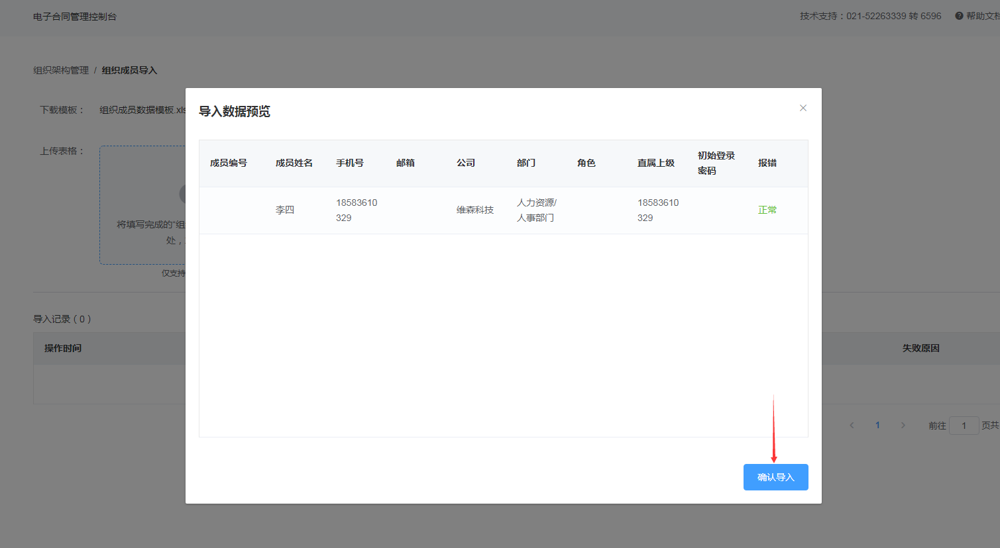 电子合同管理控制台
技术支持：021-52263339 转 6596
帮助文档
组织架构管理 / 组织成员导入
下载模板：
组织成员数据模板.xls
上传表格：
将填写完成的“组
处，
仅支持
导入数据预览
成员编号 成员姓名 手机号 邮箱 公司 部门 角色 直属上级 初始登录 报错
密码
李四 18583610 维森科技 人力资源/ 18583610 正常
329 人事部门 329
确认导入
导入记录（0）
操作时间 失败原因
1 前往 1 页共